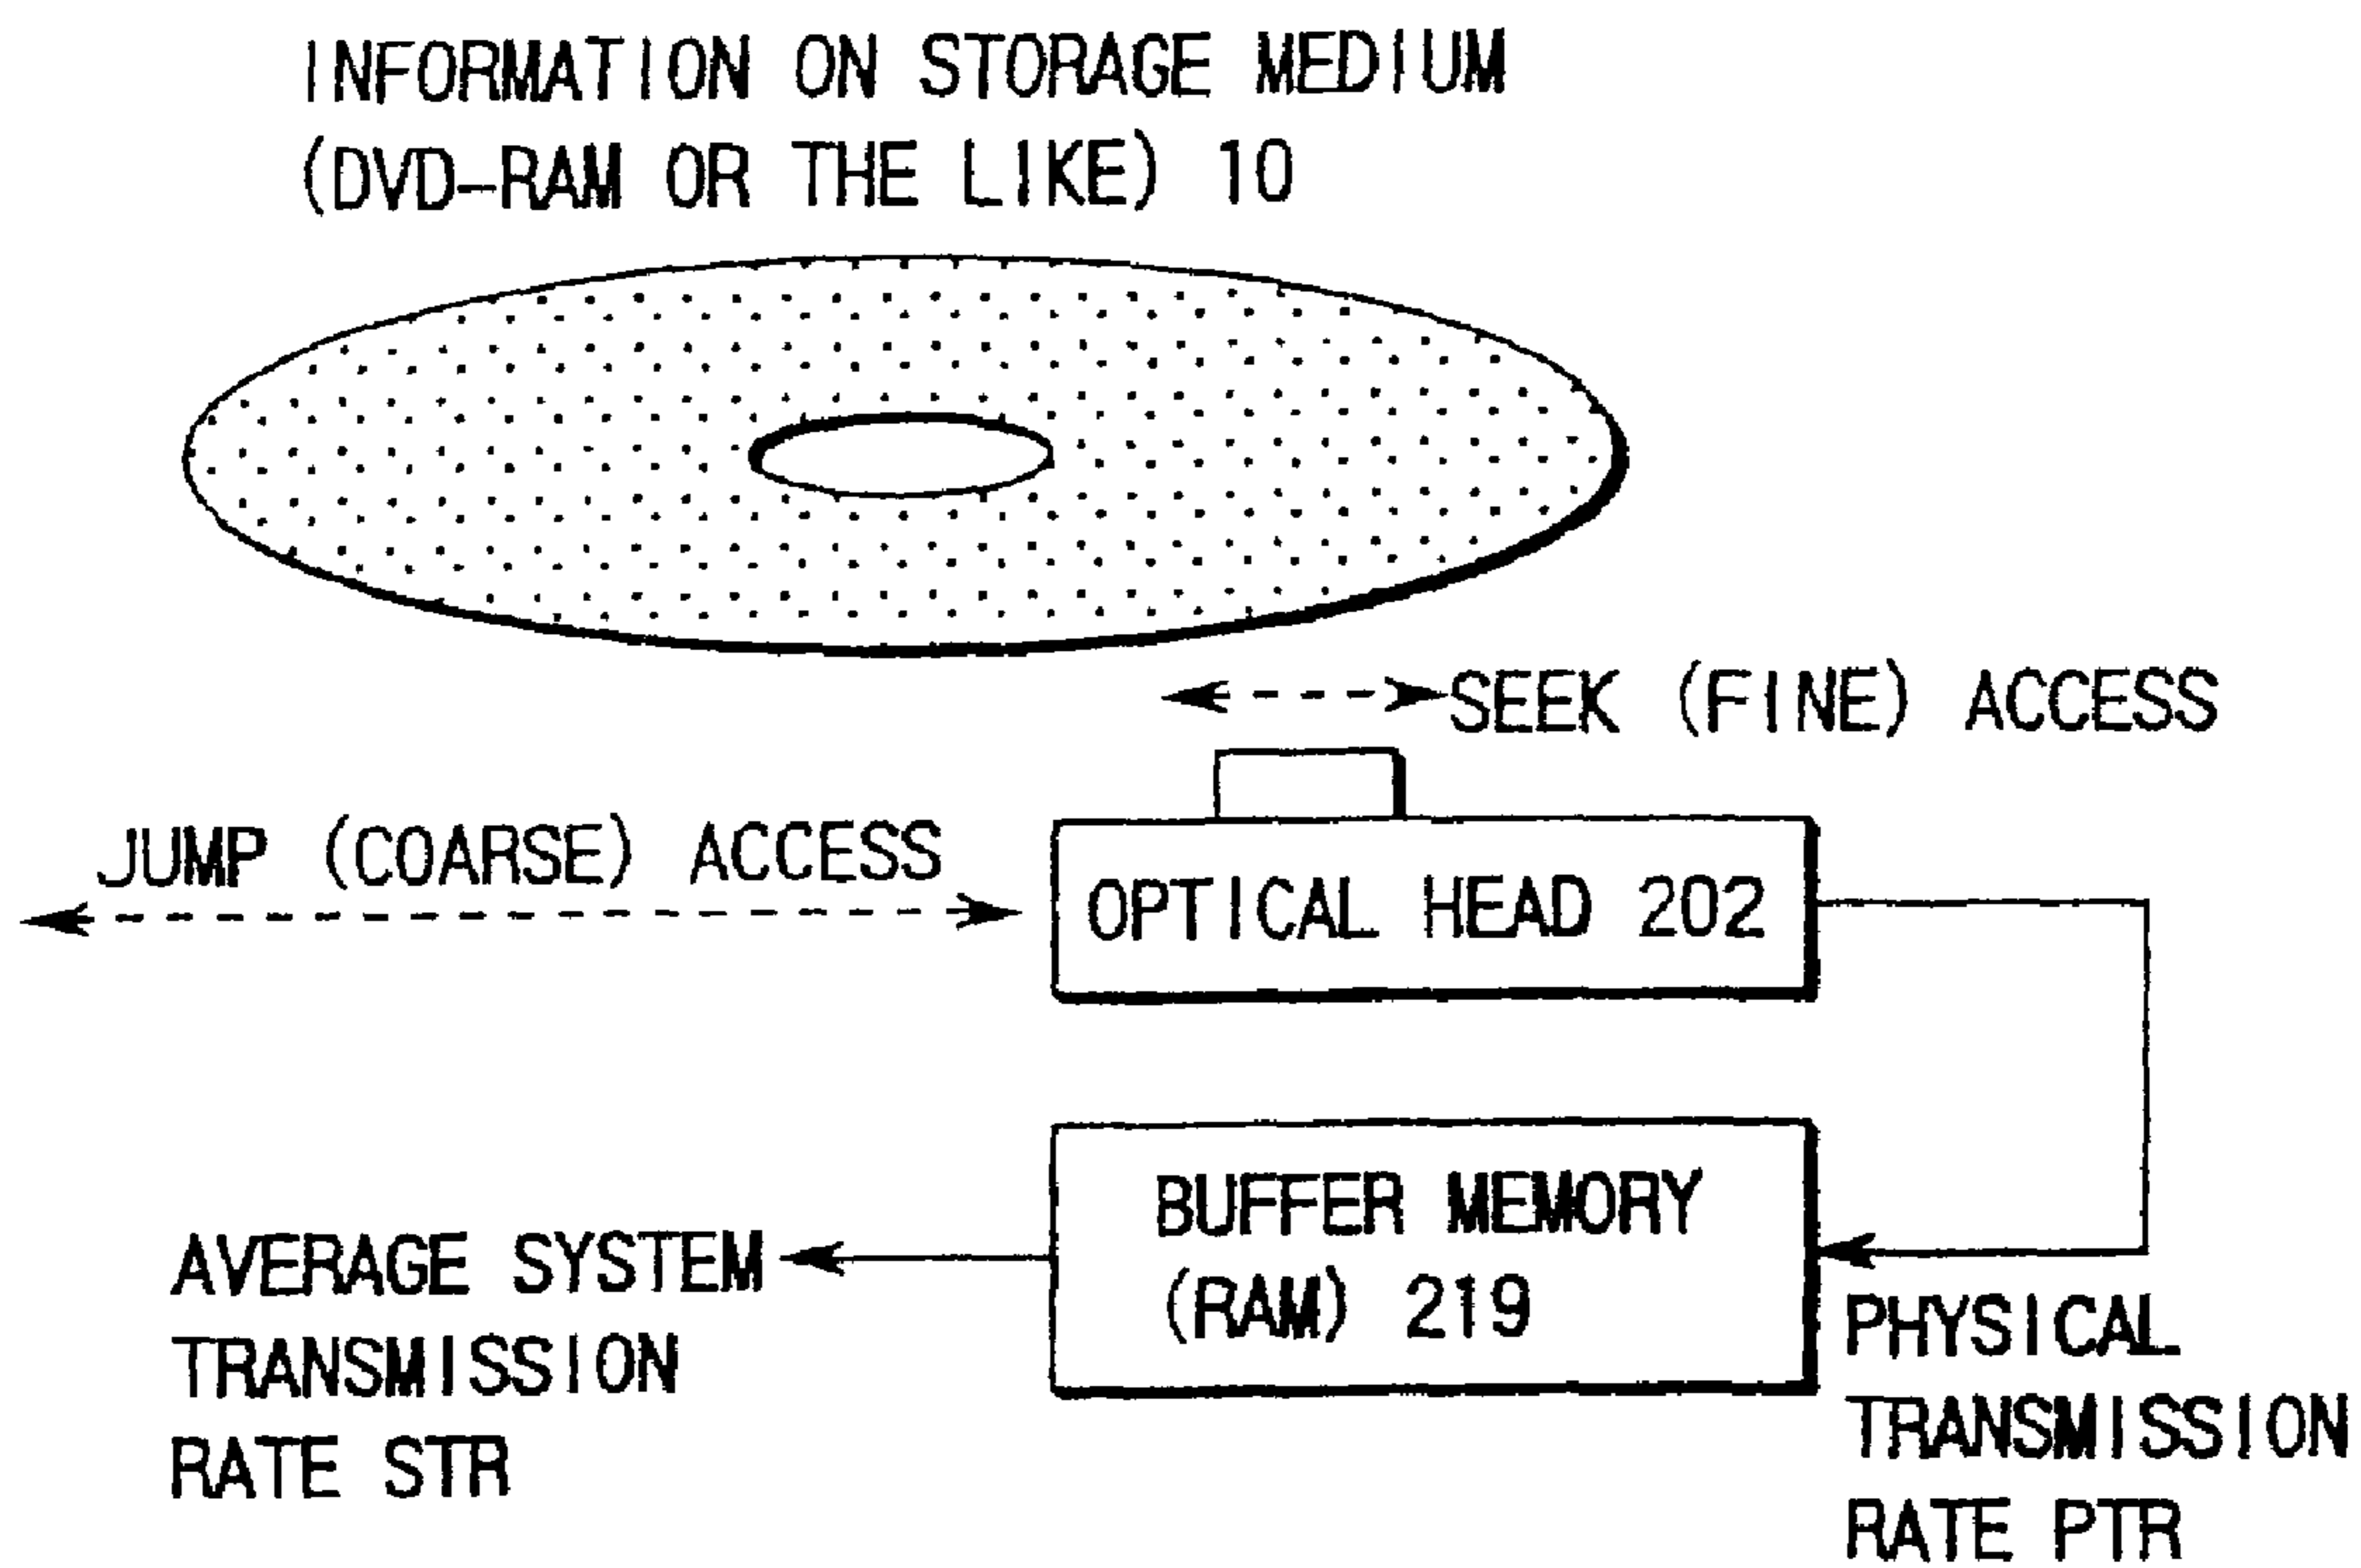 INFORMATION ON STORAGE MEDIUM
(DVD-RAM OR THE LIKE) 10
SEEK (FINE) ACCESS
JUMP (COARSE) ACCESS
OPTICAL HEAD 202
BUFFER MEMORY
(RAM) 219
AVERAGE SYSTEM
TRANSMISSION
RATE STR
PHYSICAL
TRANSMISSION
RATE PTR